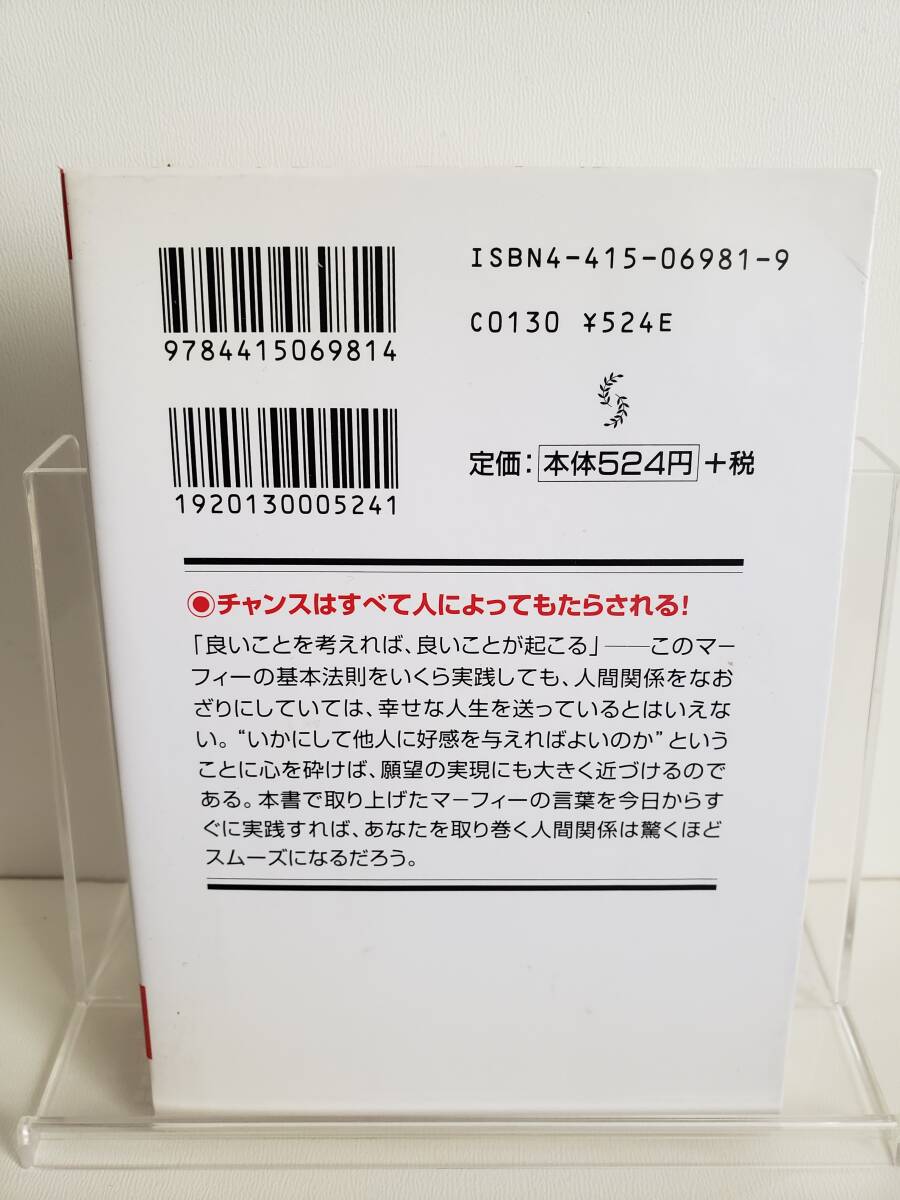 9784415069814
ISBN4-415-06981-9
C0130 ¥524E
1920130005241
定価：本体524円＋税
◉チャンスはすべて人によってもたらされる！
「良いことを考えれば、良いことが起こる」――このマー
フィーの基本法則をいくら実践しても、人間関係をなお
ざりにしていては、幸せな人生を送っているとはいえな
い。“いかにして他人に好感を与えればよいのか”という
ことに心を砕けば、願望の実現にも大きく近づけるので
ある。本書で取り上げたマーフィーの言葉を今日からす
ぐに実践すれば、あなたを取り巻く人間関係は驚くほど
スムーズになるだろう。